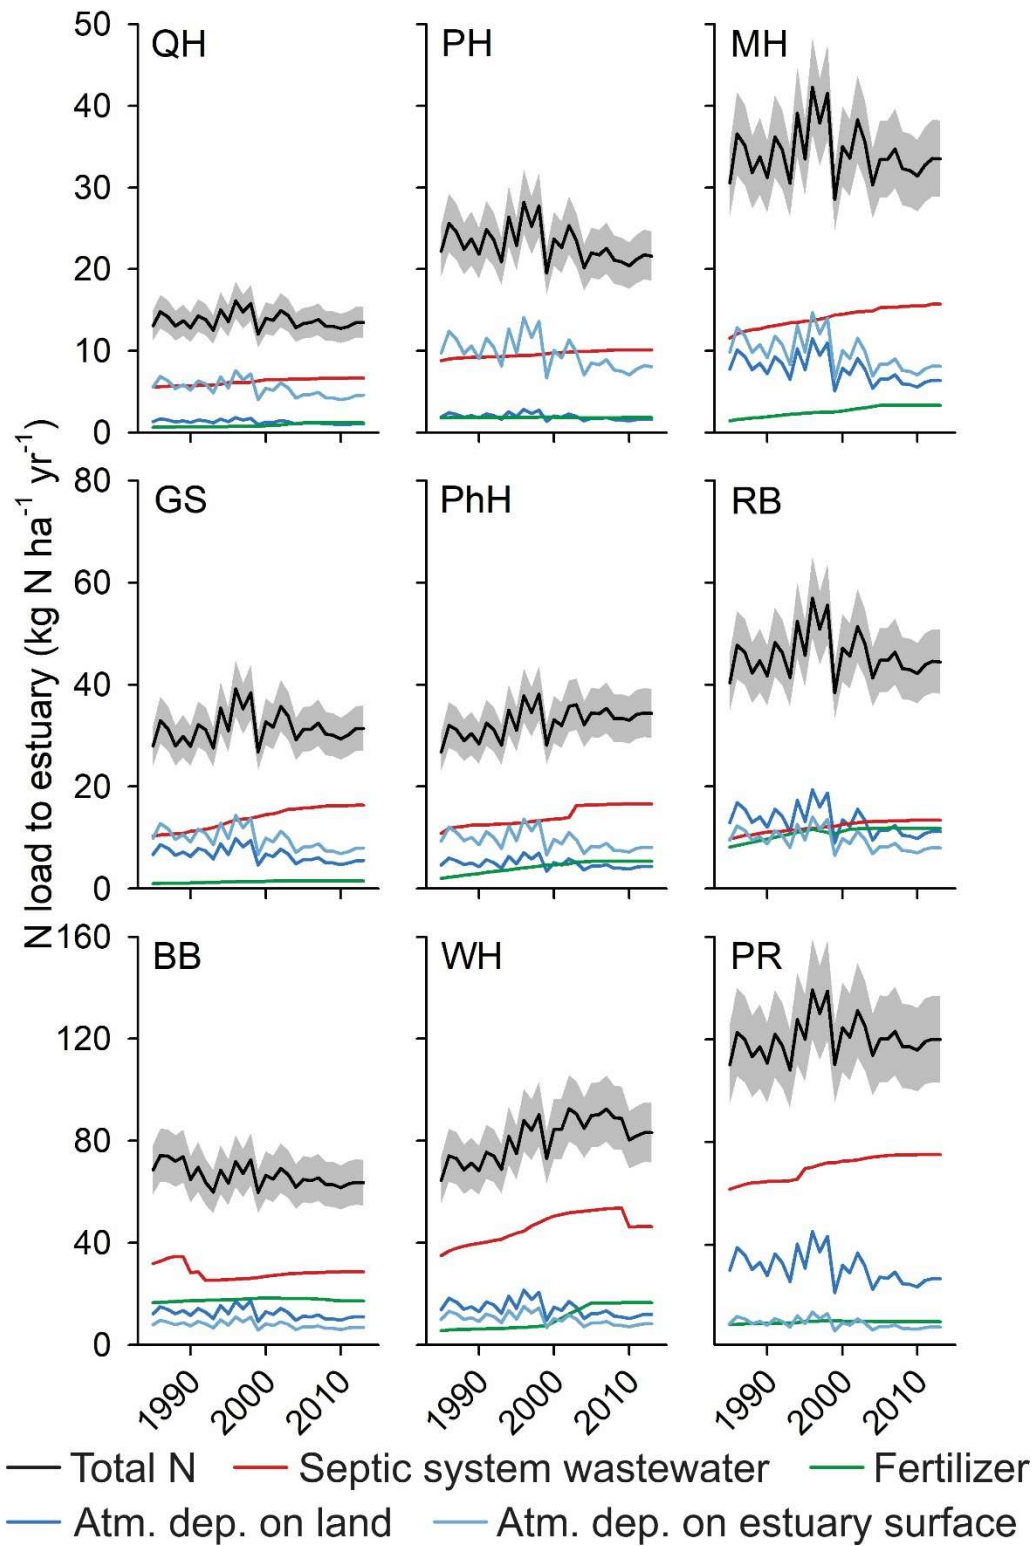 N load to estuary (kg N ha⁻¹ yr⁻¹)
50
40
30
20
10
0
QH
PH
MH
80
60
40
20
0
GS
PhH
RB
160
120
80
40
0
BB
WH
PR
1990 2000 2010
1990 2000 2010
1990 2000 2010
Total N Septic system wastewater Fertilizer
Atm. dep. on land Atm. dep. on estuary surface